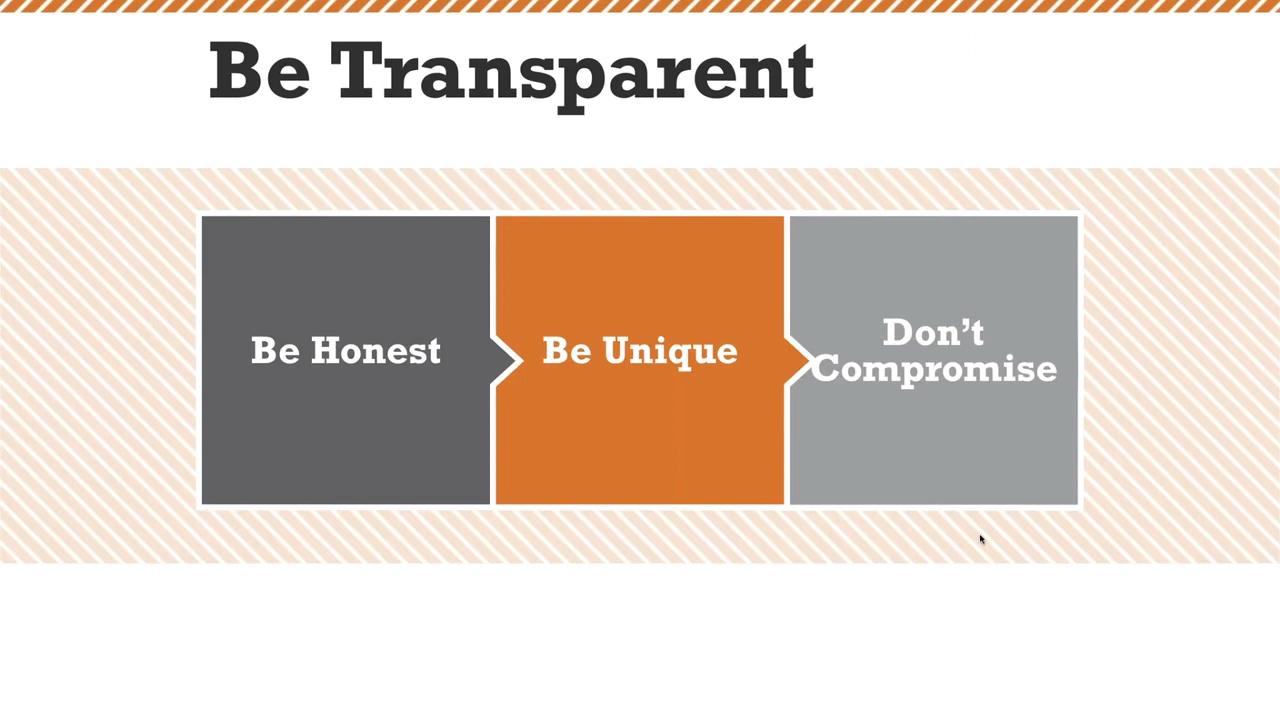 Be Transparent
Be Honest
Be Unique
Don’t
Compromise